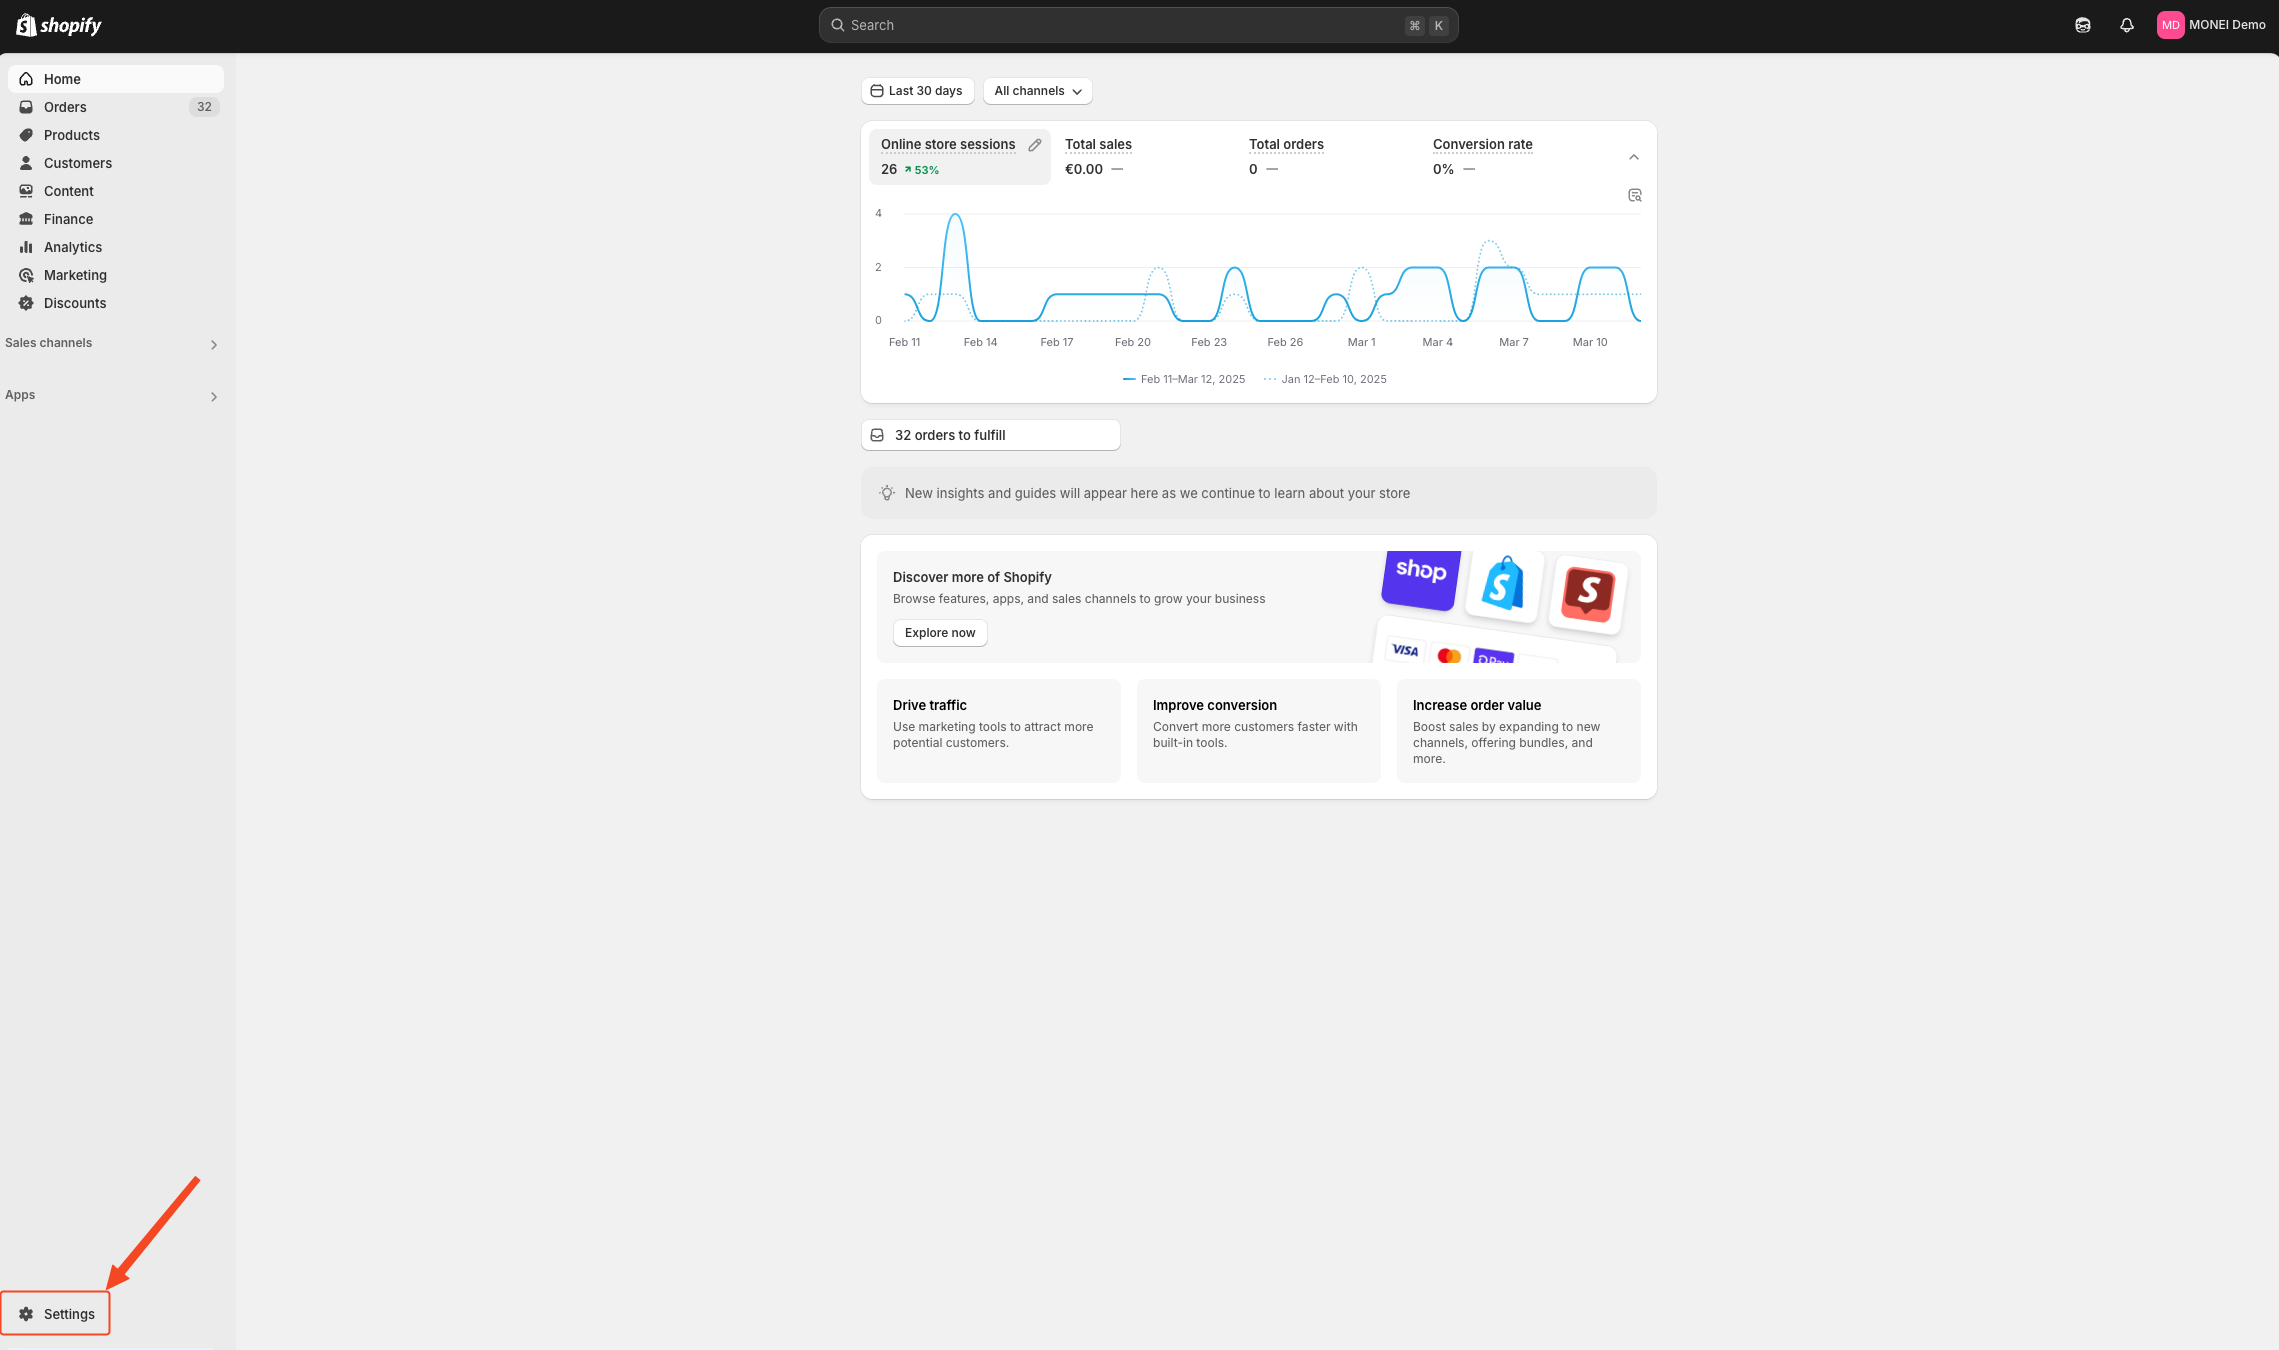 shopify
Search
⌘ K
MD
MONEI Demo
Home
Orders
32
Products
Customers
Content
Finance
Analytics
Marketing
Discounts
Sales channels
Apps
Settings
Last 30 days
All channels
Online store sessions
26 53%
Total sales
€0.00 —
Total orders
0 —
Conversion rate
0% —
4
2
0
Feb 11
Feb 14
Feb 17
Feb 20
Feb 23
Feb 26
Mar 1
Mar 4
Mar 7
Mar 10
Feb 11–Mar 12, 2025
Jan 12–Feb 10, 2025
32 orders to fulfill
New insights and guides will appear here as we continue to learn about your store
Discover more of Shopify
Browse features, apps, and sales channels to grow your business
Explore now
shop
S
S
VISA
Drive traffic
Use marketing tools to attract more
potential customers.
Improve conversion
Convert more customers faster with
built-in tools.
Increase order value
Boost sales by expanding to new
channels, offering bundles, and
more.